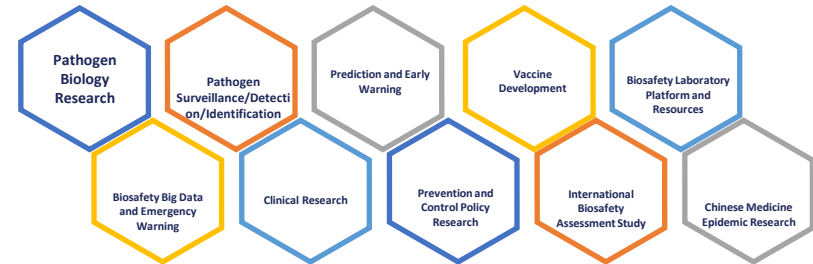 Pathogen
Biology
Research
Pathogen
Surveillance/Detecti
on/Identification
Prediction and Early
Warning
Vaccine
Development
Biosafety Laboratory
Platform and
Resources
Biosafety Big Data
and Emergency
Warning
Clinical Research
Prevention and
Control Policy
Research
International
Biosafety
Assessment Study
Chinese Medicine
Epidemic Research